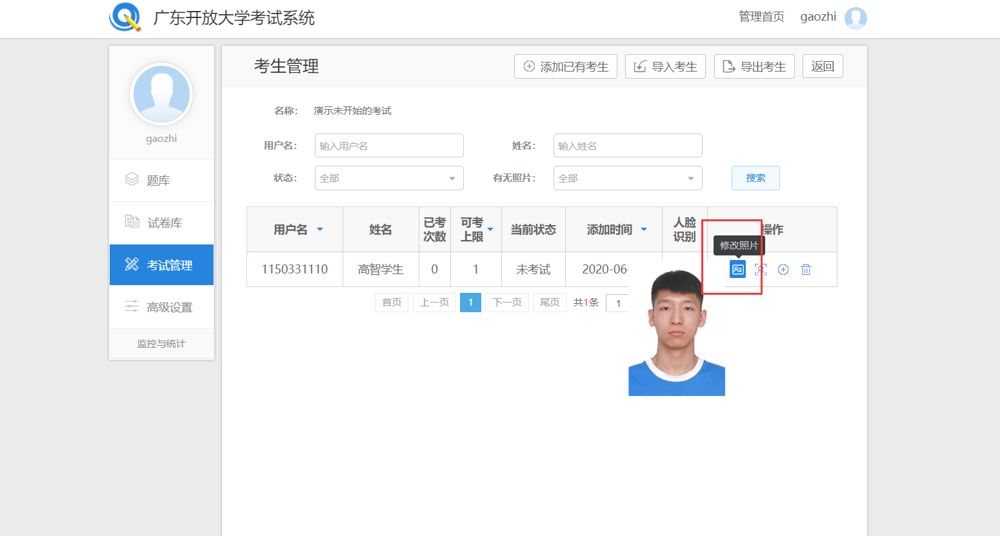 广东开放大学考试系统
管理首页 gaozhi
gaozhi
题库
试卷库
考试管理
高级设置
监控与统计
考生管理
添加已有考生 导入考生 导出考生 返回
名称： 演示未开始的考试
用户名： 输入用户名 姓名： 输入姓名
状态： 全部 有无照片： 全部 搜索
用户名 姓名 已考次数 可考上限 当前状态 添加时间 人脸识别 操作
修改照片
1150331110 高智学生 0 1 未考试 2020-06-
首页 上一页 1 下一页 尾页 共1条 1